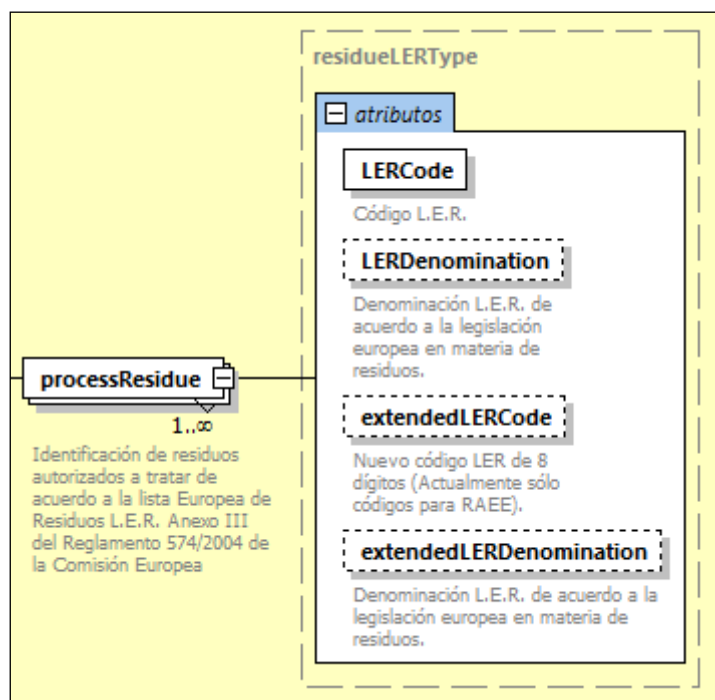 residueLERType
atributos
LERCode
Código L.E.R.
LERDenomination
Denominación L.E.R. de
acuerdo a la legislación
europea en materia de
residuos.
processResidue
1..∞
Identificación de residuos
autorizados a tratar de
acuerdo a la lista Europea de
Residuos L.E.R. Anexo III
del Reglamento 574/2004 de
la Comisión Europea
extendedLERCode
Nuevo código LER de 8
dígitos (Actualmente sólo
códigos para RAEE).
extendedLERDenomination
Denominación L.E.R. de acuerdo a la
legislación europea en materia de
residuos.